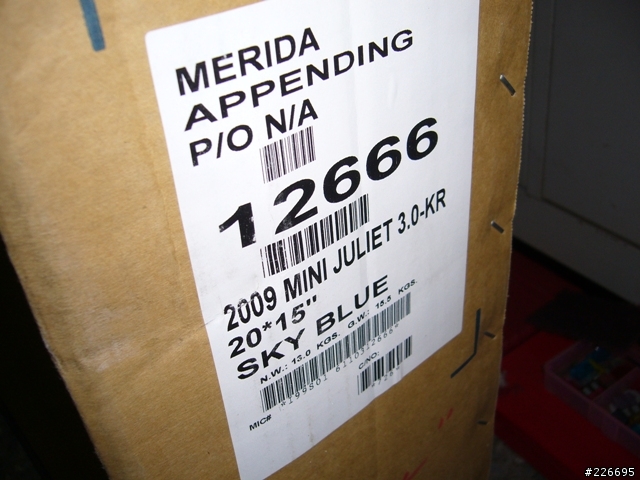 MERIDA
APPENDING
P/O N/A
12666
2009 MINI JULIET 3.0-KR
20*15"
SKY BLUE
N.W.: 13.0 KGS. G.W.: 15.5 KGS.
C/NO:
MIC#
#226695